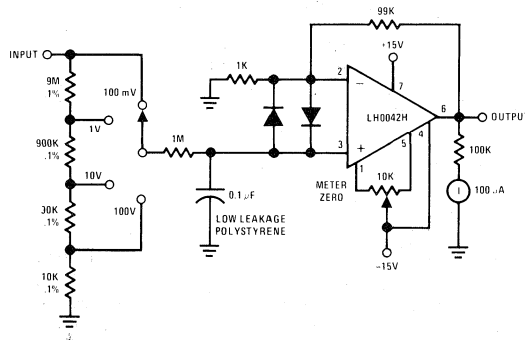 99K
+15V
INPUT
9M
1%
100 mV
1K
2
7
−
6
OUTPUT
LH0042H
1V
900K
.1%
1M
3
+
5
4
100K
10V
1
0.1 µF
METER
ZERO
10K
100µA
30K
.1%
100V
LOW LEAKAGE
POLYSTYRENE
10K
.1%
−15V